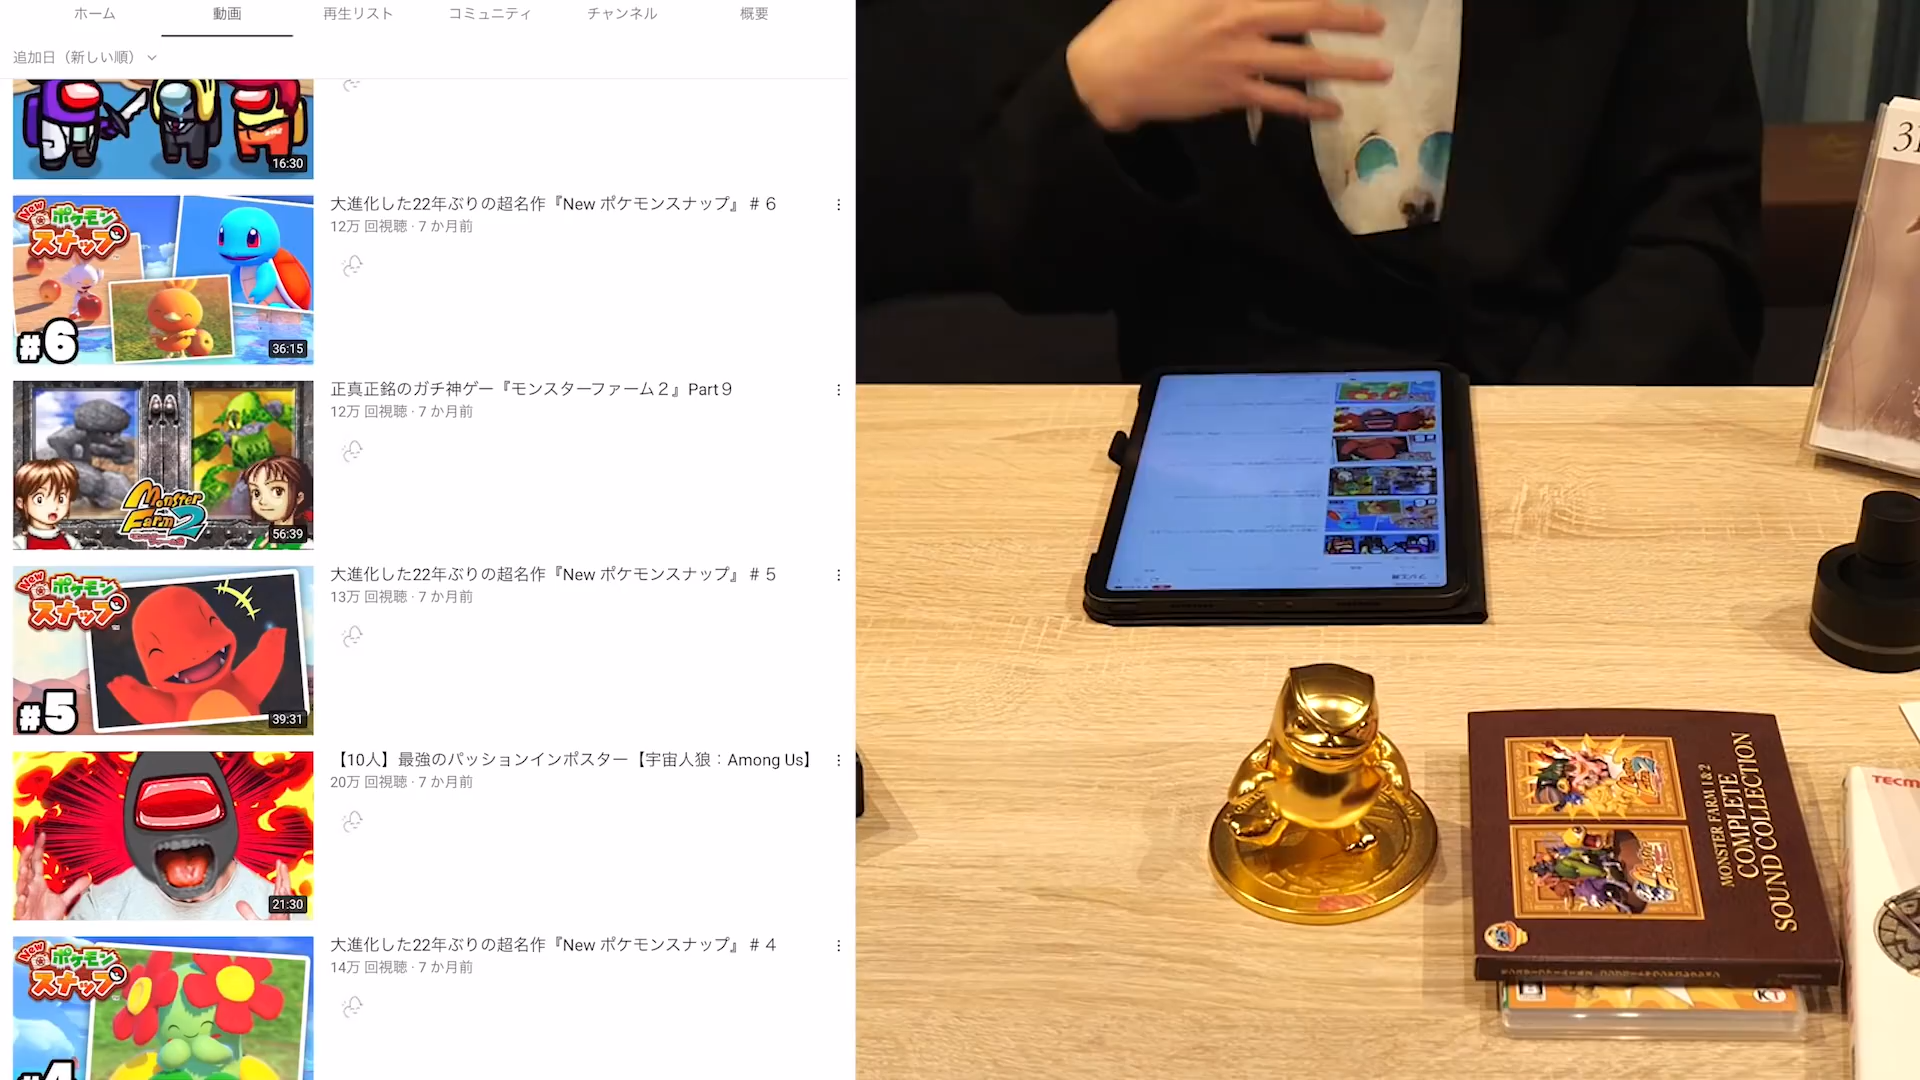 ホーム
動画
再生リスト
コミュニティ
チャンネル
概要
追加日（新しい順）
16:30
大進化した22年ぶりの超名作『New ポケモンスナップ』＃６
12万 回視聴・7 か月前
New
ポケモン
スナップ
#6
36:15
正真正銘のガチ神ゲー『モンスターファーム２』Part９
12万 回視聴・7 か月前
Monster
Farm 2
56:39
大進化した22年ぶりの超名作『New ポケモンスナップ』＃５
13万 回視聴・7 か月前
New
ポケモン
スナップ
#5
39:31
【10人】最強のパッションインポスター【宇宙人狼：Among Us】
20万 回視聴・7 か月前
21:30
大進化した22年ぶりの超名作『New ポケモンスナップ』＃４
14万 回視聴・7 か月前
New
ポケモン
スナップ
#4
MONSTER FARM 1 & 2
COMPLETE
SOUND COLLECTION
KT
B
TECM
31